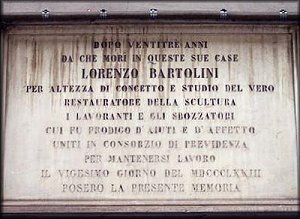 DOPO VENTITRE ANNI
DA CHE MORÌ IN QUESTE SUE CASE
LORENZO BARTOLINI
PER ALTEZZA DI CONCETTO E STUDIO DEL VERO
RESTAURATORE DELLA SCULTURA
I LAVORANTI E GLI SBOZZATORI
CUI FU PRODIGO D'AIUTI E D'AFFETTO
UNITI IN CONSORZIO DI PREVIDENZA
PER MANTENERSI LAVORO
IL VIGESIMO GIORNO DEL MDCCCLXXIII
POSERO LA PRESENTE MEMORIA